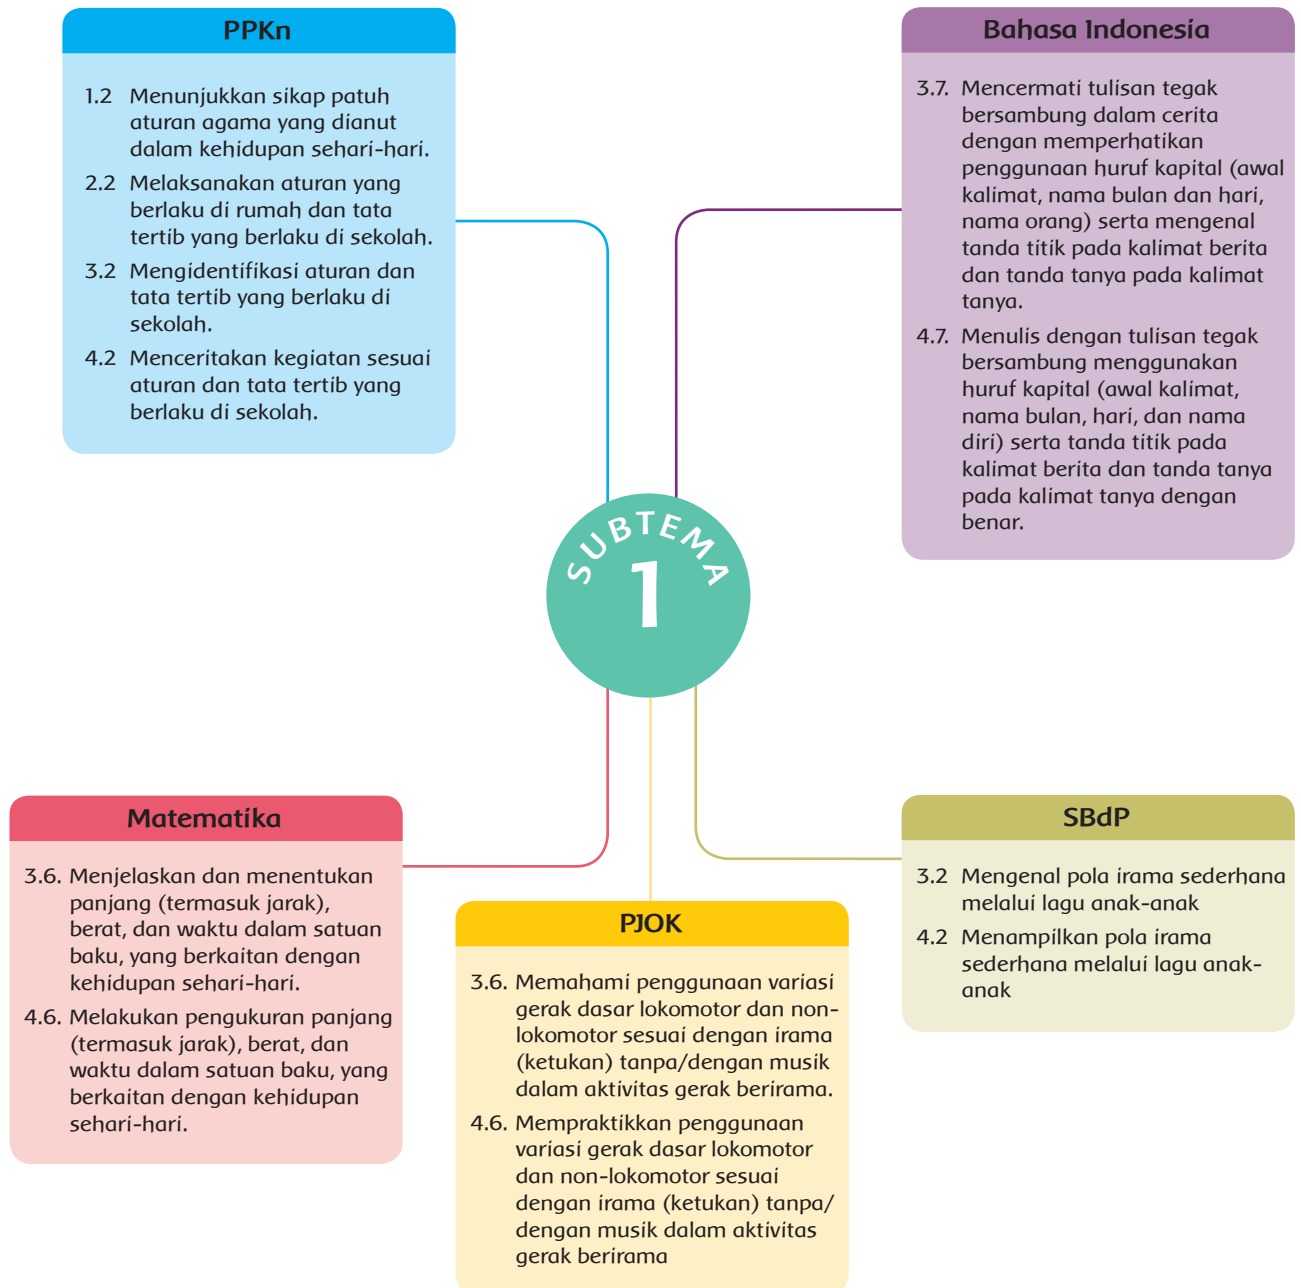 PPKn
1.2 Menunjukkan sikap patuh
aturan agama yang dianut
dalam kehidupan sehari-hari.
2.2 Melaksanakan aturan yang
berlaku di rumah dan tata
tertib yang berlaku di sekolah.
3.2 Mengidentifikasi aturan dan
tata tertib yang berlaku di
sekolah.
4.2 Menceritakan kegiatan sesuai
aturan dan tata tertib yang
berlaku di sekolah.
Bahasa Indonesia
3.7. Mencermati tulisan tegak
bersambung dalam cerita
dengan memperhatikan
penggunaan huruf kapital (awal
kalimat, nama bulan dan hari,
nama orang) serta mengenal
tanda titik pada kalimat berita
dan tanda tanya pada kalimat
tanya.
4.7. Menulis dengan tulisan tegak
bersambung menggunakan
huruf kapital (awal kalimat,
nama bulan, hari, dan nama
diri) serta tanda titik pada
kalimat berita dan tanda tanya
pada kalimat tanya dengan
benar.
SUBTEMA
1
Matematika
3.6. Menjelaskan dan menentukan
panjang (termasuk jarak),
berat, dan waktu dalam satuan
baku, yang berkaitan dengan
kehidupan sehari-hari.
4.6. Melakukan pengukuran panjang
(termasuk jarak), berat, dan
waktu dalam satuan baku, yang
berkaitan dengan kehidupan
sehari-hari.
PJOK
3.6. Memahami penggunaan variasi
gerak dasar lokomotor dan non-
lokomotor sesuai dengan irama
(ketukan) tanpa/dengan musik
dalam aktivitas gerak berirama.
4.6. Mempraktikkan penggunaan
variasi gerak dasar lokomotor
dan non-lokomotor sesuai
dengan irama (ketukan) tanpa/
dengan musik dalam aktivitas
gerak berirama
SBdP
3.2 Mengenal pola irama sederhana
melalui lagu anak-anak
4.2 Menampilkan pola irama
sederhana melalui lagu anak-
anak